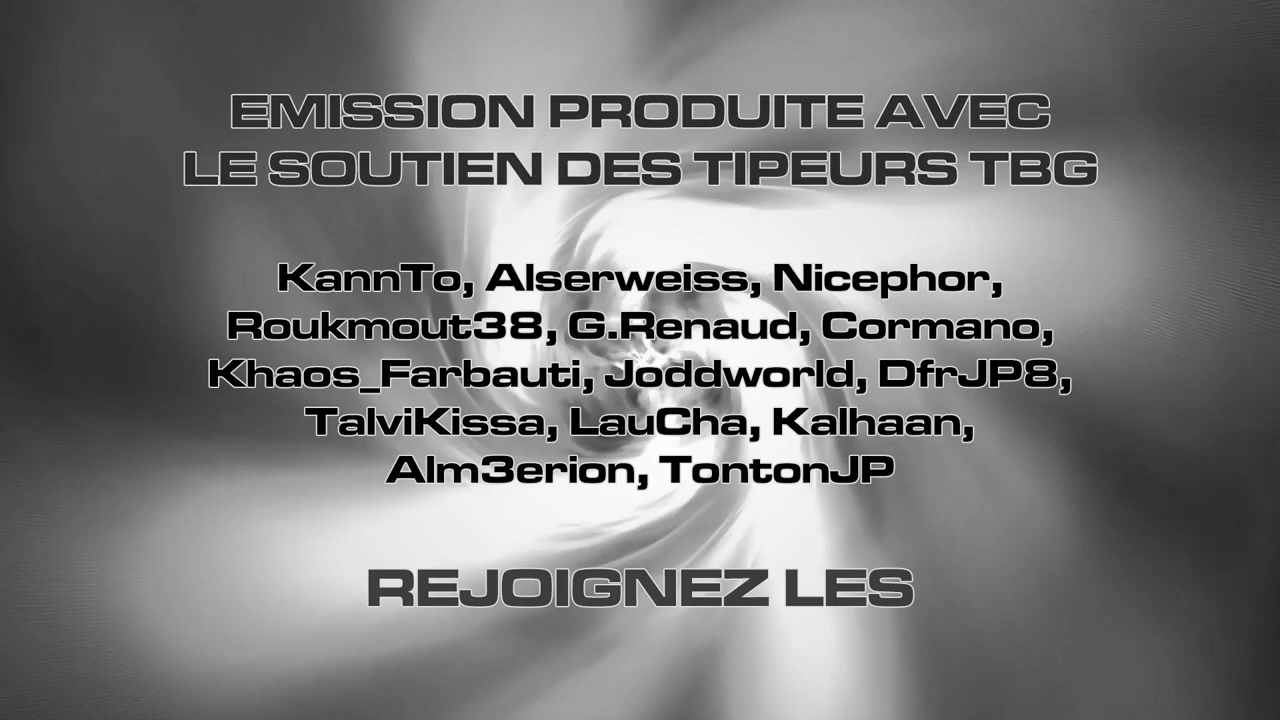 EMISSION PRODUITE AVEC
LE SOUTIEN DES TIPEURS TBG
KannTo, Alserweiss, Nicephor,
Roukmout38, G.Renaud, Cormano,
Khaos_Farbauti, Joddworld, DfrJP8,
TalviKissa, LauCha, Kalhaan,
Alm3erion, TontonJP
REJOIGNEZ LES